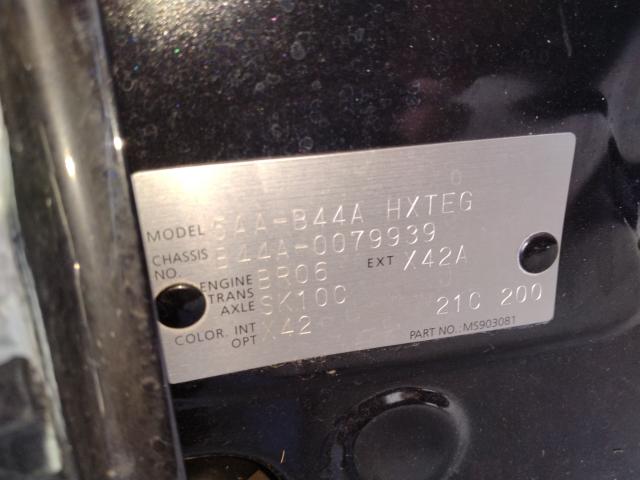 0
MODEL 5AA-B44A HXTEG
CHASSIS NO. B44A-0079939
ENGINE BR06 EXT X42A
TRANS AXLE SK10C 21C 200
COLOR. INT OPT X42
PART NO.: MS903081